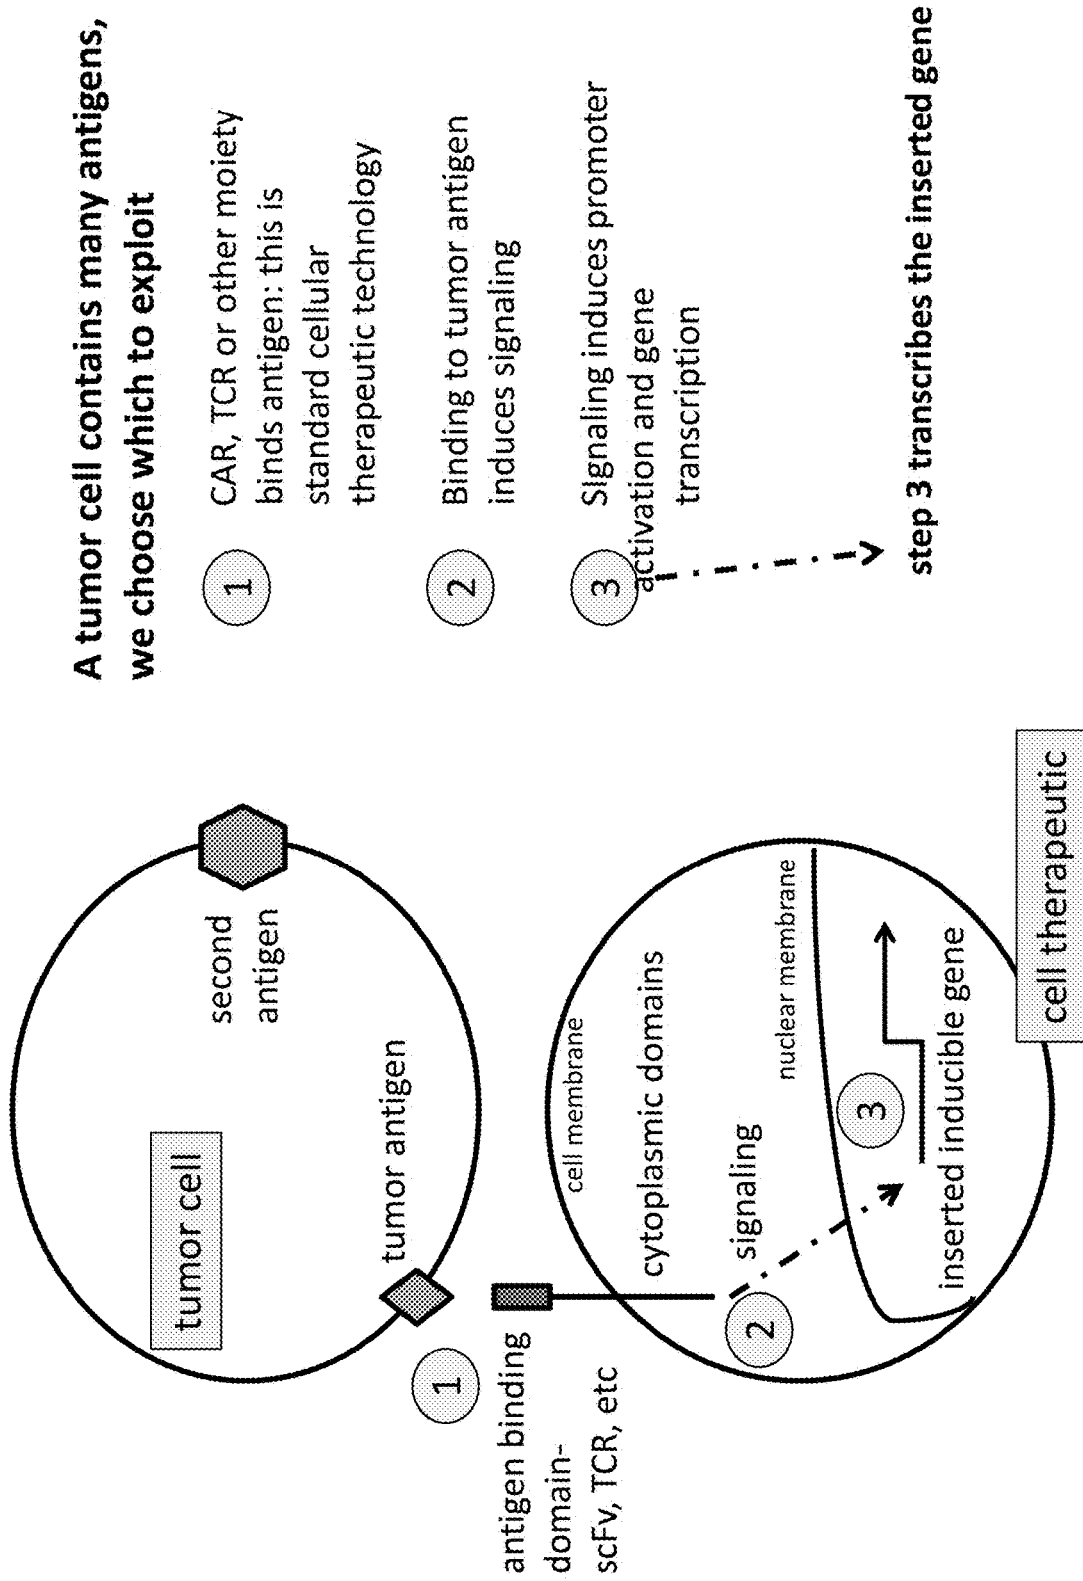 A tumor cell contains many antigens,
we choose which to exploit
1
CAR, TCR or other moiety
binds antigen: this is
standard cellular
therapeutic technology
2
Binding to tumor antigen
induces signaling
3
Signaling induces promoter
activation and gene
transcription
step 3 transcribes the inserted gene
tumor cell
second
antigen
tumor antigen
1
antigen binding
domain-
scFv, TCR, etc
cell membrane
cytoplasmic domains
signaling
2
nuclear membrane
3
inserted inducible gene
cell therapeutic